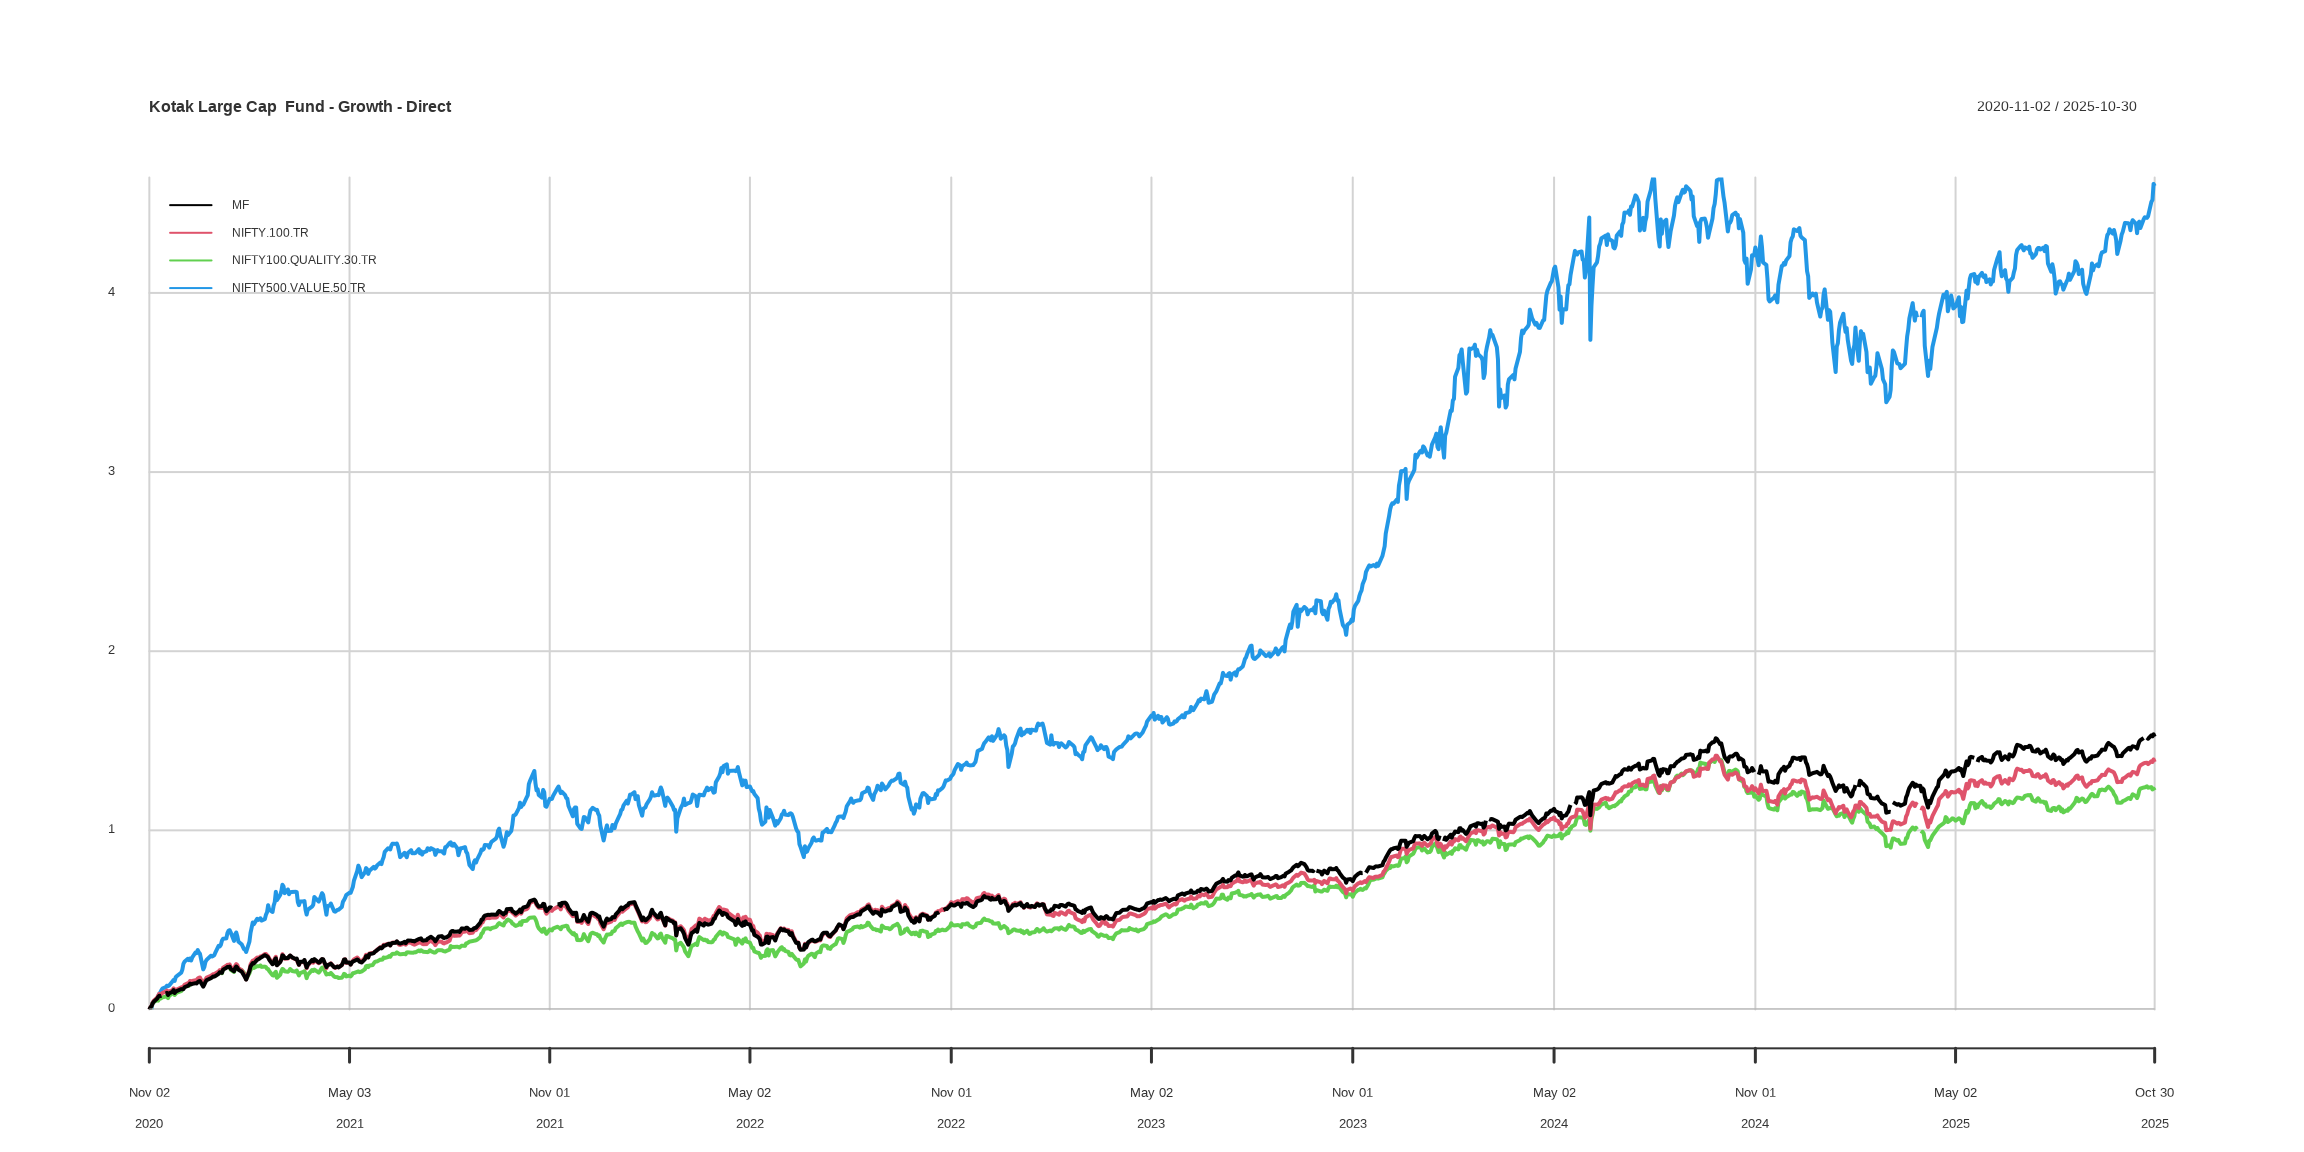 Kotak Large Cap  Fund - Growth - Direct
2020-11-02 / 2025-10-30
MF
NIFTY.100.TR
NIFTY100.QUALITY.30.TR
NIFTY500.VALUE.50.TR
4
3
2
1
0
Nov 02 May 03 Nov 01 May 02 Nov 01 May 02 Nov 01 May 02 Nov 01 May 02 Oct 30
2020 2021 2021 2022 2022 2023 2023 2024 2024 2025 2025